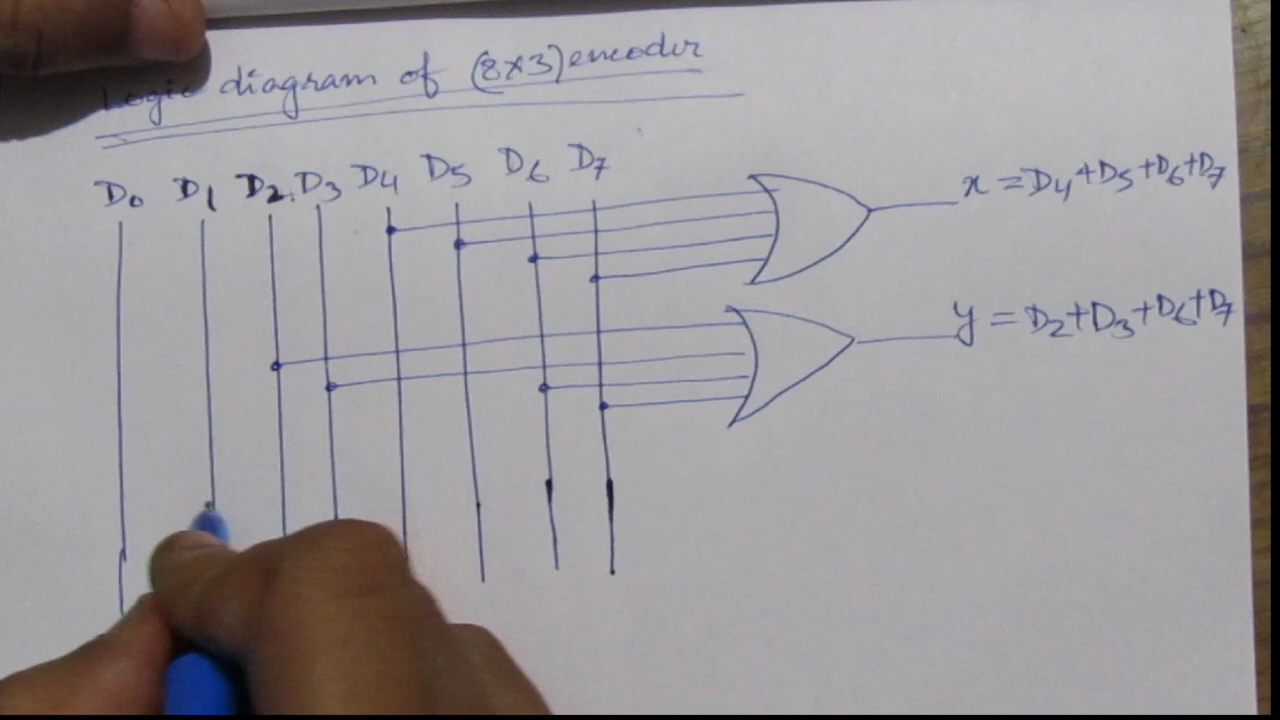 Logic diagram of (8x3) encoder
D0 D1 D2 D3 D4 D5 D6 D7
x = D4 + D5 + D6 + D7
y = D2 + D3 + D6 + D7